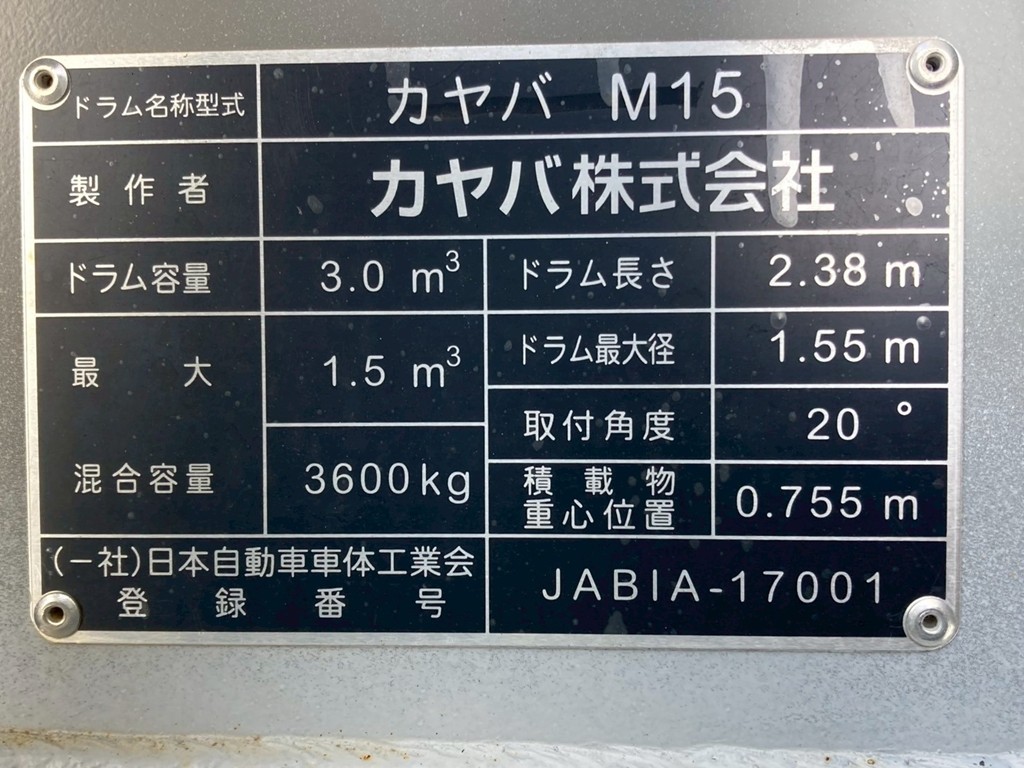 ドラム名称型式 カヤバ M15
製作者 カヤバ株式会社
ドラム容量 3.0 m³ ドラム長さ 2.38 m
最大 1.5 m³ ドラム最大径 1.55 m
取付角度 20°
混合容量 3600kg 積載物
重心位置 0.755 m
(一社)日本自動車車体工業会
登録番号 JABIA-17001